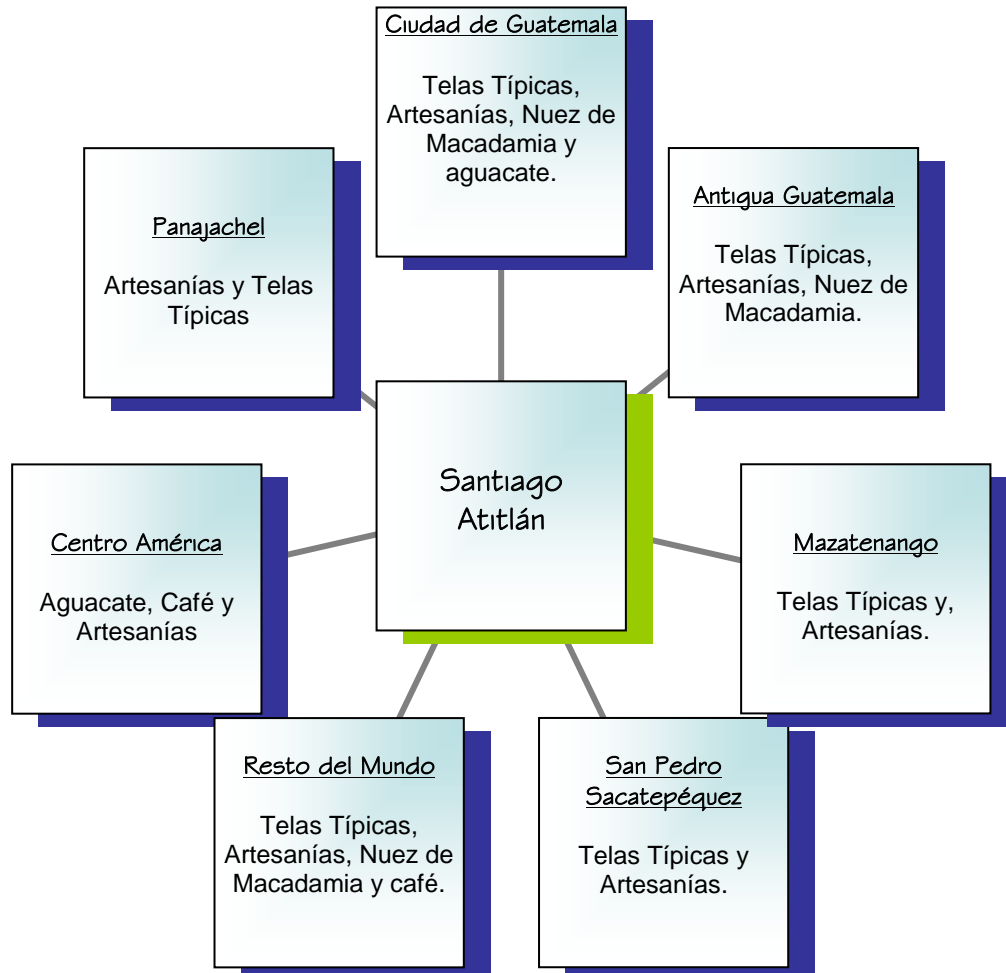 Ciudad de Guatemala
Telas Típicas,
Artesanías, Nuez de
Macadamia y
aguacate.
Antigua Guatemala
Telas Típicas,
Artesanías, Nuez de
Macadamia.
Mazatenango
Telas Típicas y,
Artesanías.
San Pedro
Sacatepéquez
Telas Típicas y
Artesanías.
Resto del Mundo
Telas Típicas,
Artesanías, Nuez de
Macadamia y café.
Centro América
Aguacate, Café y
Artesanías
Panajachel
Artesanías y Telas
Típicas
Santiago
Atitlán